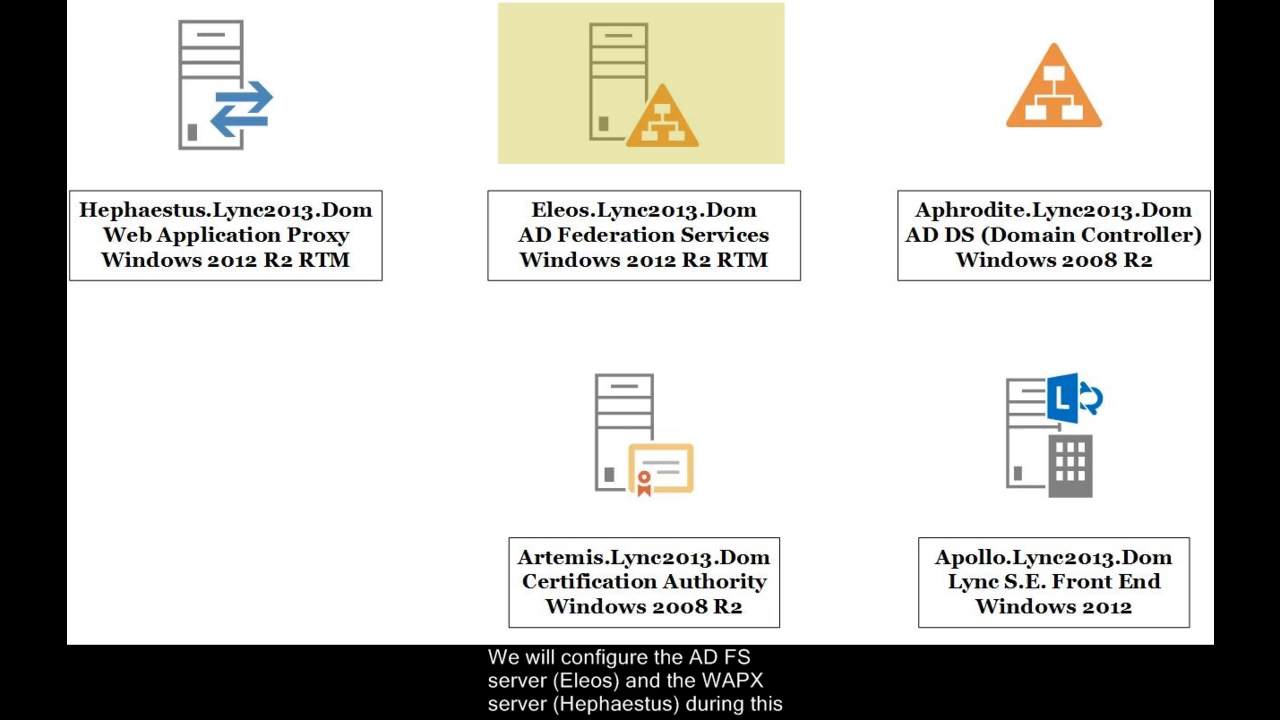 Hephaestus.Lync2013.Dom
Web Application Proxy
Windows 2012 R2 RTM
Eleos.Lync2013.Dom
AD Federation Services
Windows 2012 R2 RTM
Aphrodite.Lync2013.Dom
AD DS (Domain Controller)
Windows 2008 R2
L
Artemis.Lync2013.Dom
Certification Authority
Windows 2008 R2
Apollo.Lync2013.Dom
Lync S.E. Front End
Windows 2012
We will configure the AD FS
server (Eleos) and the WAPX
server (Hephaestus) during this